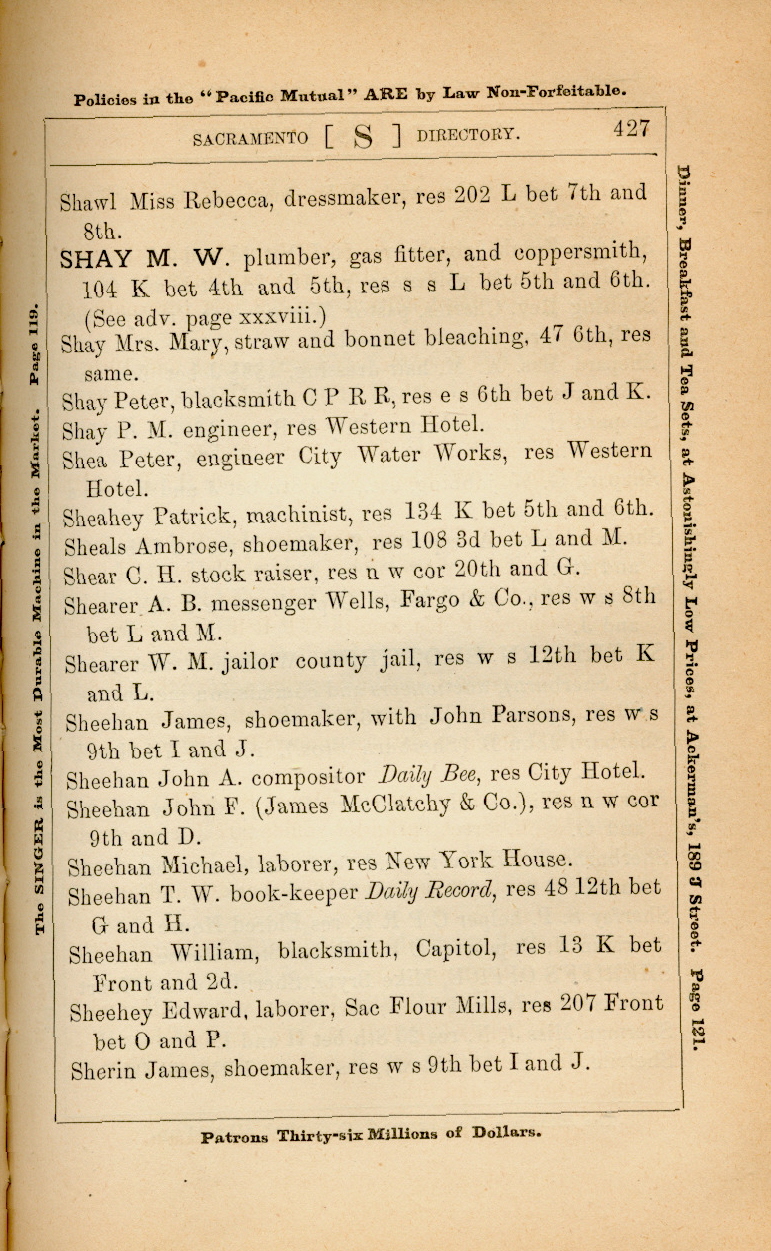 Policies in the "Pacific Mutual" ARE by Law Non-Forfeitable.
SACRAMENTO [ S ] DIRECTORY. 427
Shawl Miss Rebecca, dressmaker, res 202 L bet 7th and
8th.
SHAY M. W. plumber, gas fitter, and coppersmith,
104 K bet 4th and 5th, res s s L bet 5th and 6th.
(See adv. page xxxviii.)
Shay Mrs. Mary, straw and bonnet bleaching, 47 6th, res
same.
Shay Peter, blacksmith C P R R, res e s 6th bet J and K.
Shay P. M. engineer, res Western Hotel.
Shea Peter, engineer City Water Works, res Western
Hotel.
Sheahey Patrick, machinist, res 134 K bet 5th and 6th.
Sheals Ambrose, shoemaker, res 108 3d bet L and M.
Shear C. H. stock raiser, res n w cor 20th and G.
Shearer A. B. messenger Wells, Fargo & Co., res w s 8th
bet L and M.
Shearer W. M. jailor county jail, res w s 12th bet K
and L.
Sheehan James, shoemaker, with John Parsons, res w s
9th bet I and J.
Sheehan John A. compositor Daily Bee, res City Hotel.
Sheehan John F. (James McClatchy & Co.), res n w cor
9th and D.
Sheehan Michael, laborer, res New York House.
Sheehan T. W. book-keeper Daily Record, res 48 12th bet
G and H.
Sheehan William, blacksmith, Capitol, res 13 K bet
Front and 2d.
Sheehey Edward, laborer, Sac Flour Mills, res 207 Front
bet O and P.
Sherin James, shoemaker, res w s 9th bet I and J.
Patrons Thirty-six Millions of Dollars.
The SINGER is the Most Durable Machine in the Market. Page 119.
Dinner, Breakfast and Tea Sets, at Astonishingly Low Prices, at Ackerman's, 189 J Street. Page 121.